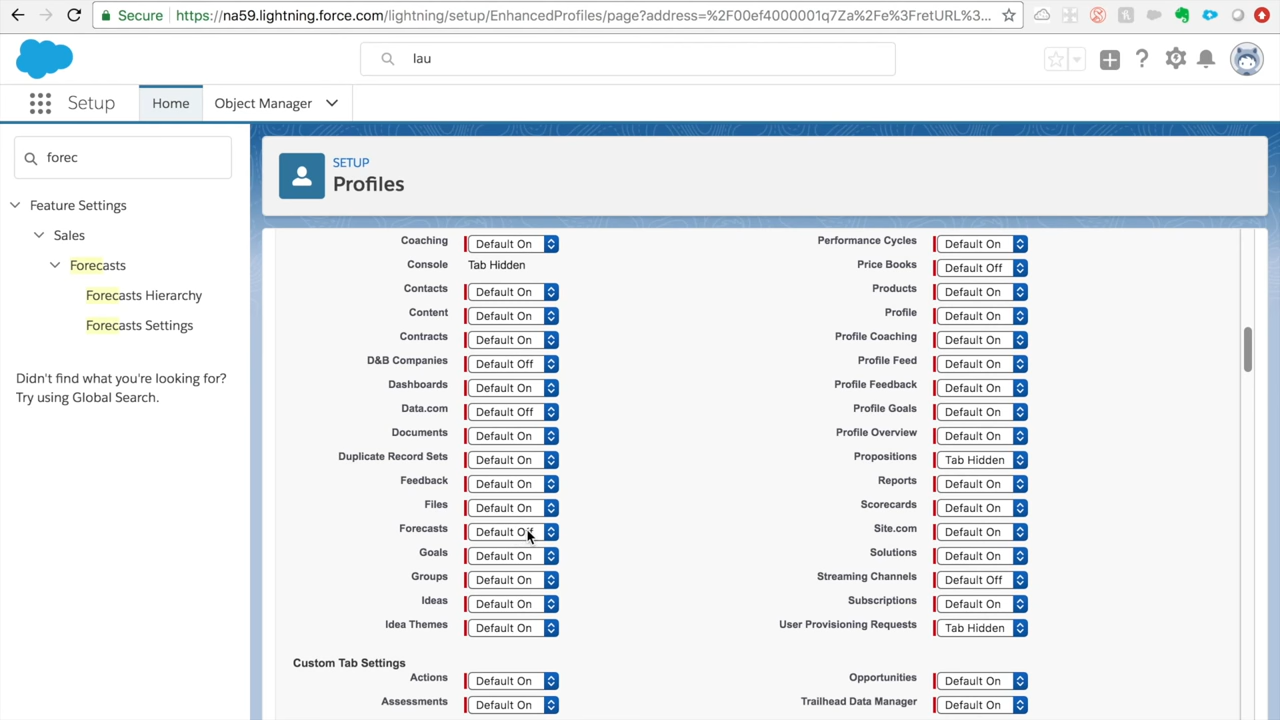 Secure https://na59.lightning.force.com/lightning/setup/EnhancedProfiles/page?address=%2F00ef4000001q7Za%2Fe%3FretURL%3...
lau
Setup Home Object Manager
forec
Feature Settings
Sales
Forecasts
Forecasts Hierarchy
Forecasts Settings
Didn't find what you're looking for?
Try using Global Search.
SETUP
Profiles
Coaching Default On Performance Cycles Default On
Console Tab Hidden Price Books Default Off
Contacts Default On Products Default On
Content Default On Profile Default On
Contracts Default On Profile Coaching Default On
D&B Companies Default Off Profile Feed Default On
Dashboards Default On Profile Feedback Default On
Data.com Default Off Profile Goals Default On
Documents Default On Profile Overview Default On
Duplicate Record Sets Default On Propositions Tab Hidden
Feedback Default On Reports Default On
Files Default On Scorecards Default On
Forecasts Default Off Site.com Default On
Goals Default On Solutions Default On
Groups Default On Streaming Channels Default Off
Ideas Default On Subscriptions Default On
Idea Themes Default On User Provisioning Requests Tab Hidden
Custom Tab Settings
Actions Default On Opportunities Default On
Assessments Default On Trailhead Data Manager Default On